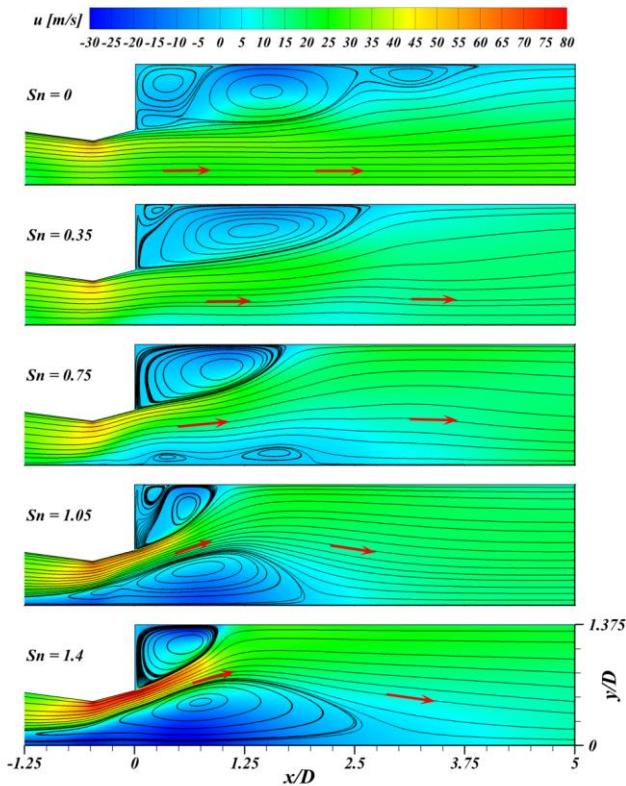 u [m/s]
-30 -25 -20 -15 -10 -5 0 5 10 15 20 25 30 35 40 45 50 55 60 65 70 75 80
Sn = 0
Sn = 0.35
Sn = 0.75
Sn = 1.05
Sn = 1.4
1.375
y/D
0
-1.25 0 1.25 2.5 3.75 5
x/D